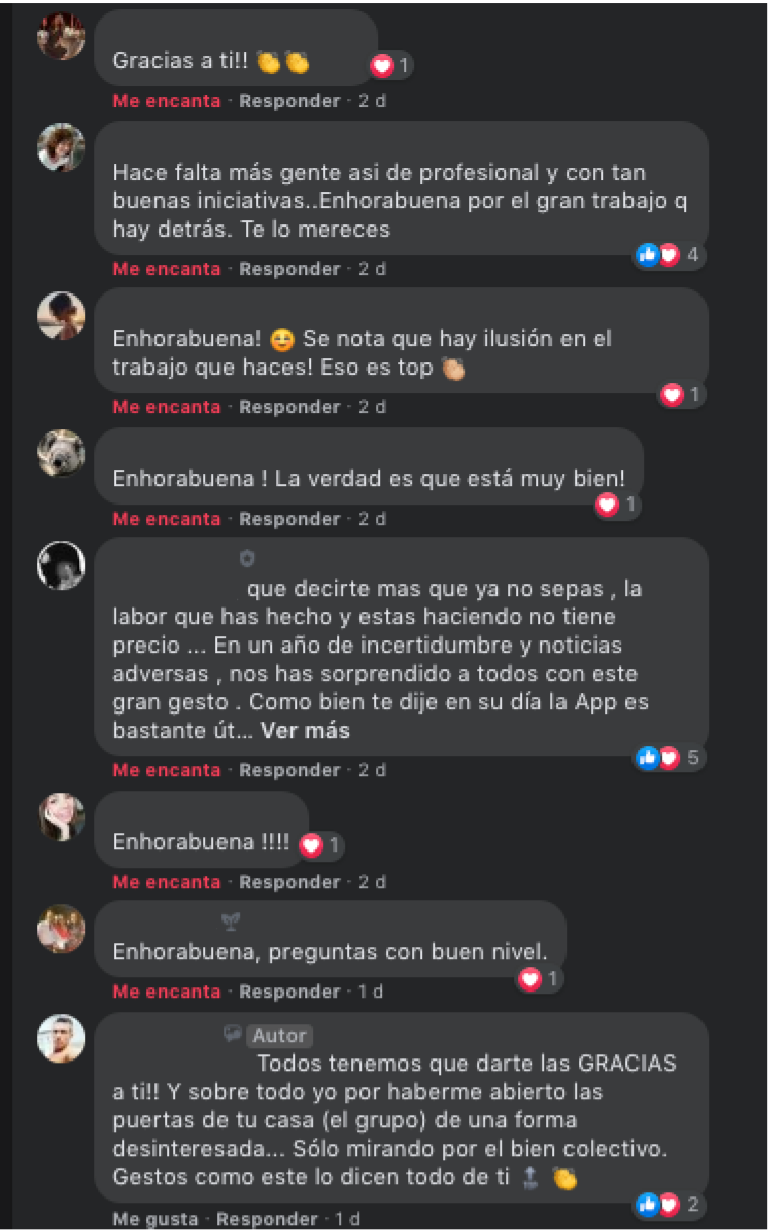 Gracias a ti!! 👏👏
1
Me encanta · Responder · 2 d
Hace falta más gente asi de profesional y con tan
buenas iniciativas..Enhorabuena por el gran trabajo q
hay detrás. Te lo mereces
4
Me encanta · Responder · 2 d
Enhorabuena! ☺️ Se nota que hay ilusión en el
trabajo que haces! Eso es top 👏🏼
1
Me encanta · Responder · 2 d
Enhorabuena ! La verdad es que está muy bien!
1
Me encanta · Responder · 2 d
que decirte mas que ya no sepas , la
labor que has hecho y estas haciendo no tiene
precio ... En un año de incertidumbre y noticias
adversas , nos has sorprendido a todos con este
gran gesto . Como bien te dije en su día la App es
bastante út... Ver más
5
Me encanta · Responder · 2 d
Enhorabuena !!!!
1
Me encanta · Responder · 2 d
Enhorabuena, preguntas con buen nivel.
1
Me encanta · Responder · 1 d
Autor
Todos tenemos que darte las GRACIAS
a ti!! Y sobre todo yo por haberme abierto las
puertas de tu casa (el grupo) de una forma
desinteresada... Sólo mirando por el bien colectivo.
Gestos como este lo dicen todo de ti 🔝 👏
2
Me gusta · Responder · 1 d